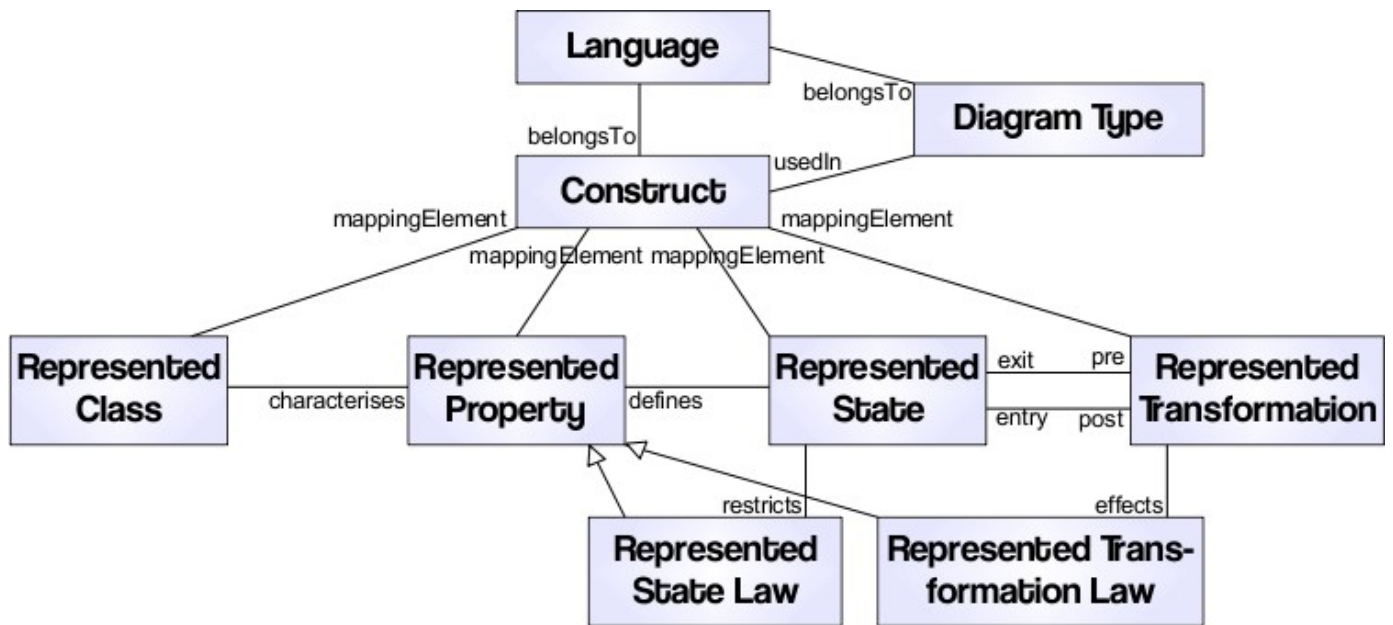 Language
belongsTo
Diagram Type
belongsTo
usedIn
Construct
mappingElement
mappingElement
mappingElement
mappingElement
Represented
Class
characterises
Represented
Property
defines
Represented
State
exit
pre
entry
post
Represented
Transformation
restricts
effects
Represented
State Law
Represented Trans-
formation Law